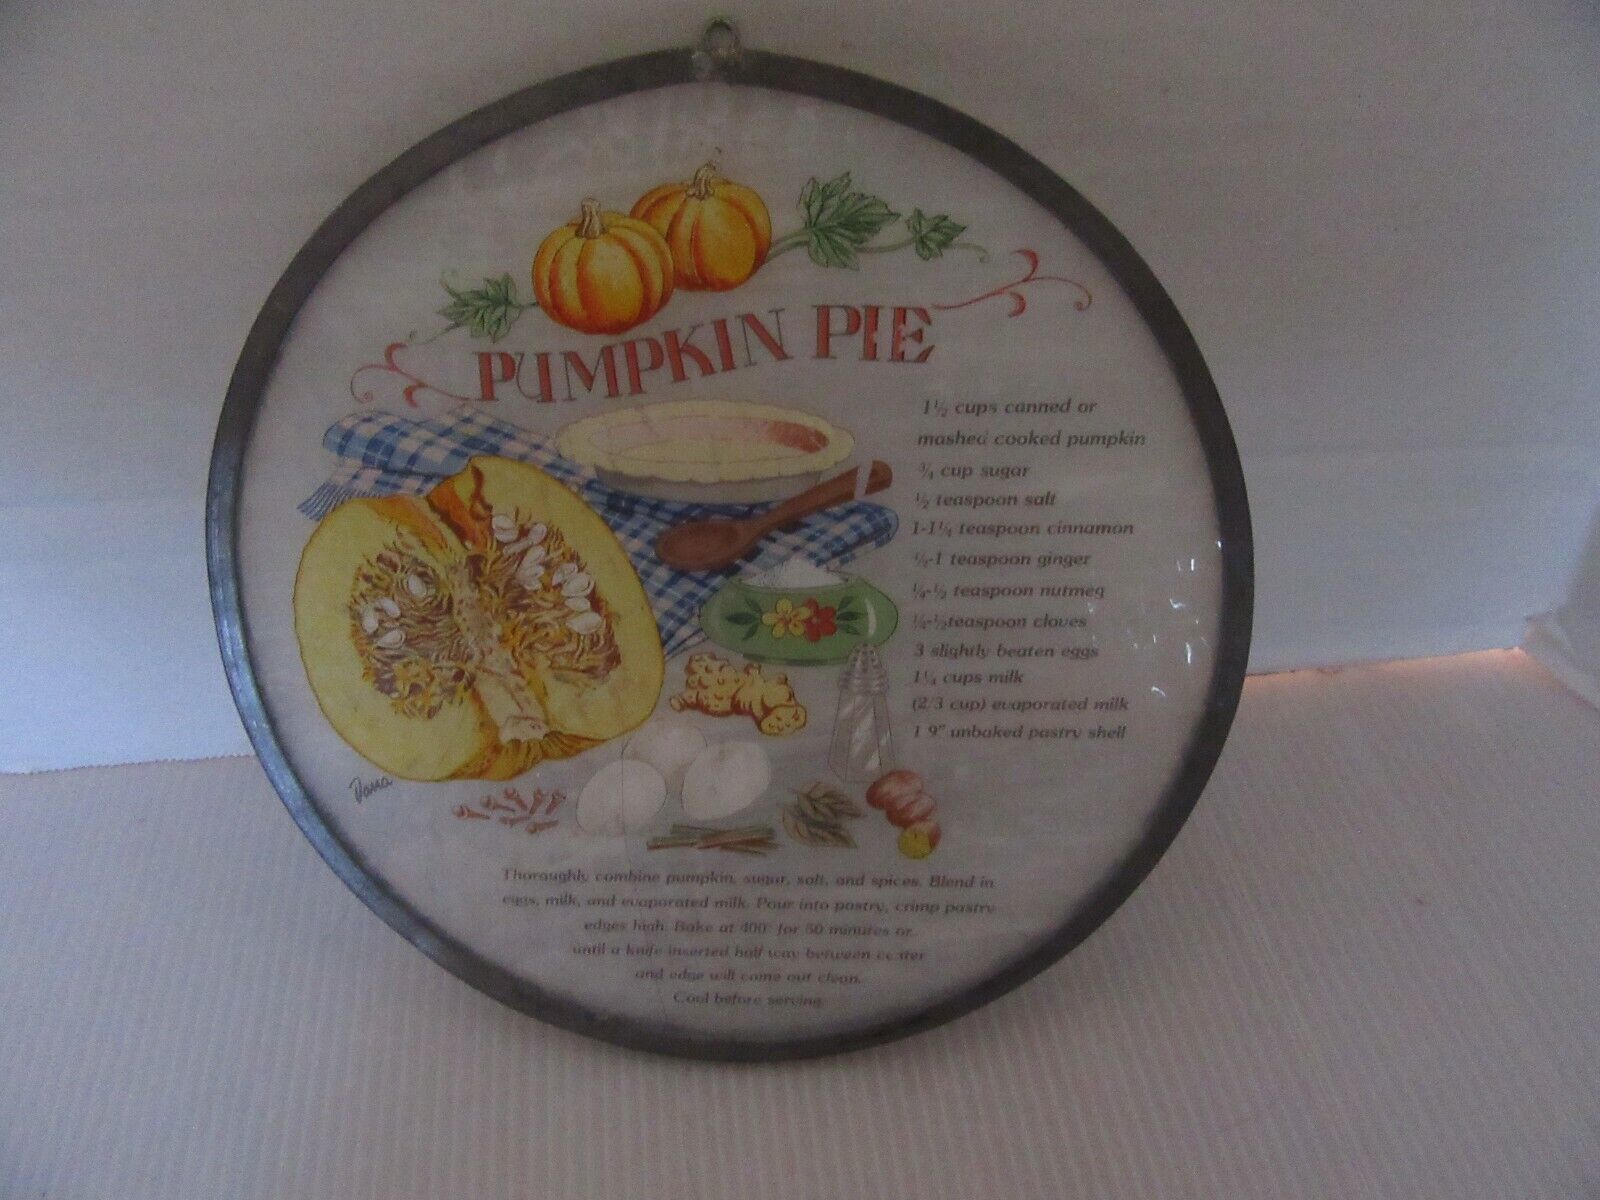 PUMPKIN PIE
1½ cups canned or
mashed cooked pumpkin
¾ cup sugar
½ teaspoon salt
1-1¼ teaspoon cinnamon
½-1 teaspoon ginger
¼-½ teaspoon nutmeg
¼-½ teaspoon cloves
3 slightly beaten eggs
1¼ cups milk
(2/3 cup) evaporated milk
1 9" unbaked pastry shell
Dana
Thoroughly combine pumpkin, sugar, salt, and spices. Blend in
eggs, milk, and evaporated milk. Pour into pastry, crimp pastry
edges high. Bake at 400° for 50 minutes or
until a knife inserted half way between center
and edge will come out clean.
Cool before serving.